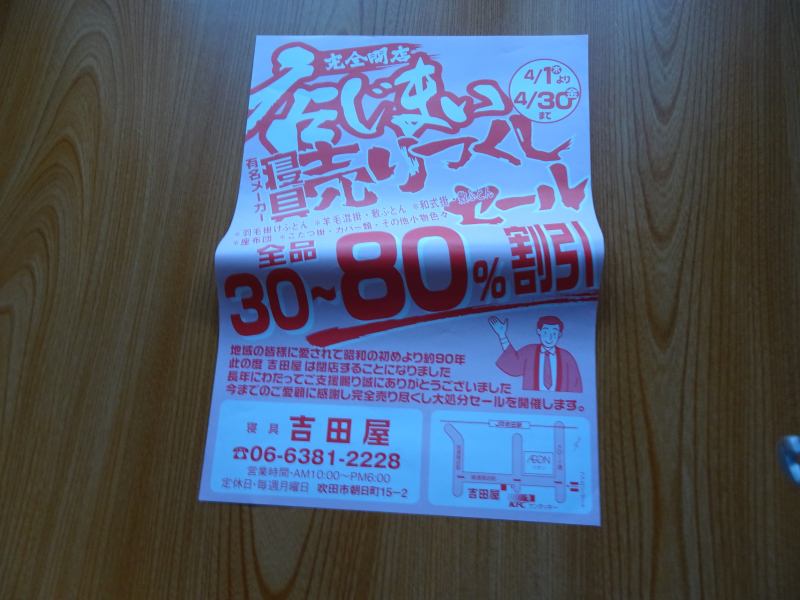 完全閉店
店じまい
4/1㊍より
4/30㊎
まで
有名メーカー
寝具
売りつくし
セール
*羽毛掛けふとん *羊毛混掛・敷ふとん *和式掛・敷ふとん
*座布団 *こたつ掛・カバー類・その他小物色々
全品
30~80%割引
地域の皆様に愛されて昭和の初めより約90年
此の度 吉田屋は閉店することになりました
長年にわたってご支援賜り誠にありがとうございました
今までのご愛顧に感謝し完全売り尽くし大処分セールを開催します。
寝具 吉田屋
☎06-6381-2228
営業時間・AM10:00~PM6:00
定休日・毎週月曜日 吹田市朝日町15-2
ÆON
吉田屋